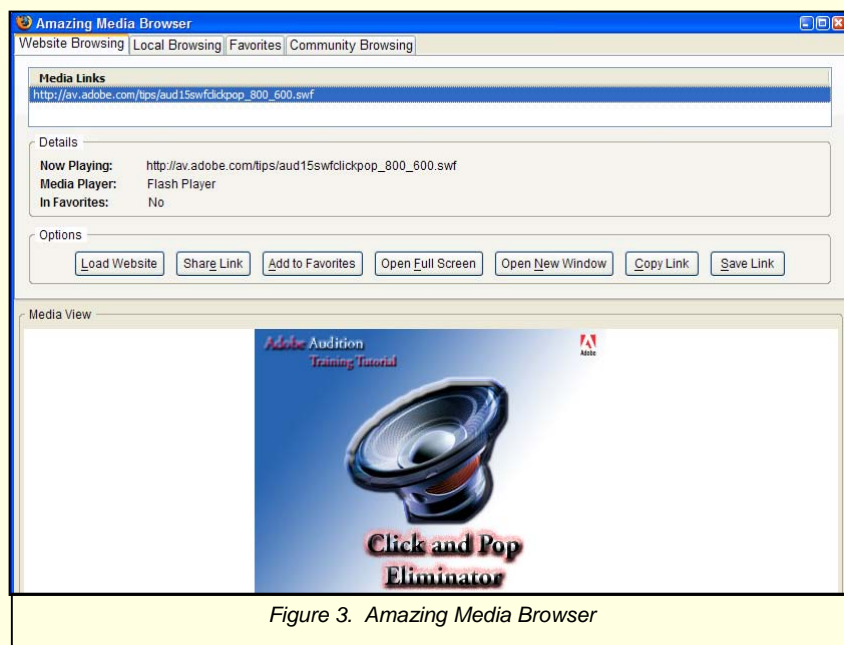 Amazing Media Browser
Website Browsing Local Browsing Favorites Community Browsing
Media Links
http://av.adobe.com/tips/aud15swfclickpop_800_600.swf
Details
Now Playing: http://av.adobe.com/tips/aud15swfclickpop_800_600.swf
Media Player: Flash Player
In Favorites: No
Options
Load Website Share Link Add to Favorites Open Full Screen Open New Window Copy Link Save Link
Media View
Adobe Audition
Training Tutorial
Adobe
Click and Pop
Eliminator
Figure 3. Amazing Media Browser